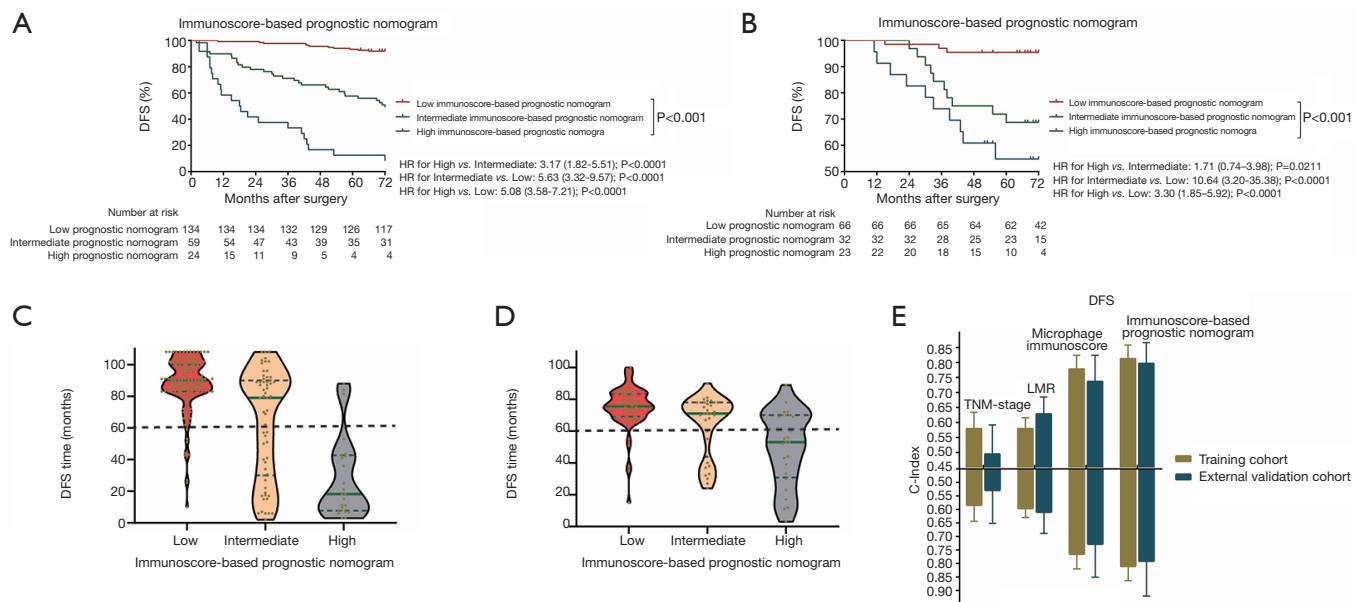 A
Immunoscore-based prognostic nomogram
100
80
60
40
20
0
DFS (%)
0 12 24 36 48 60 72
Months after surgery
Low immunoscore-based prognostic nomogram
Intermediate immunoscore-based prognostic nomogram
High immunoscore-based prognostic nomogra
P<0.001
HR for High vs. Intermediate: 3.17 (1.82-5.51); P<0.0001
HR for Intermediate vs. Low: 5.63 (3.32-9.57); P<0.0001
HR for High vs. Low: 5.08 (3.58-7.21); P<0.0001
Number at risk
Low prognostic nomogram 134 134 134 132 129 126 117
Intermediate prognostic nomogram 59 54 47 43 39 35 31
High prognostic nomogram 24 15 11 9 5 4 4
B
Immunoscore-based prognostic nomogram
100
90
80
70
60
50
DFS (%)
0 12 24 36 48 60 72
Months after surgery
Low immunoscore-based prognostic nomogram
Intermediate immunoscore-based prognostic nomogram
High immunoscore-based prognostic nomogra
P<0.001
HR for High vs. Intermediate: 1.71 (0.74–3.98); P=0.0211
HR for Intermediate vs. Low: 10.64 (3.20–35.38); P<0.0001
HR for High vs. Low: 3.30 (1.85–5.92); P<0.0001
Number at risk
Low prognostic nomogram 66 66 66 65 64 62 42
Intermediate prognostic nomogram 32 32 32 28 25 23 15
High prognostic nomogram 23 22 20 18 15 10 4
C
100
80
60
40
20
0
DFS time (months)
Low Intermediate High
Immunoscore-based prognostic nomogram
D
100
80
60
40
20
0
DFS time (months)
Low Intermediate High
Immunoscore-based prognostic nomogram
E
DFS
Microphage
immunoscore
Immunoscore-based
prognostic nomogram
TNM-stage
LMR
0.85
0.80
0.75
0.70
0.65
0.60
0.55
0.50
0.45
0.50
0.55
0.60
0.65
0.70
0.75
0.80
0.85
0.90
C-Index
Training cohort
External validation cohort